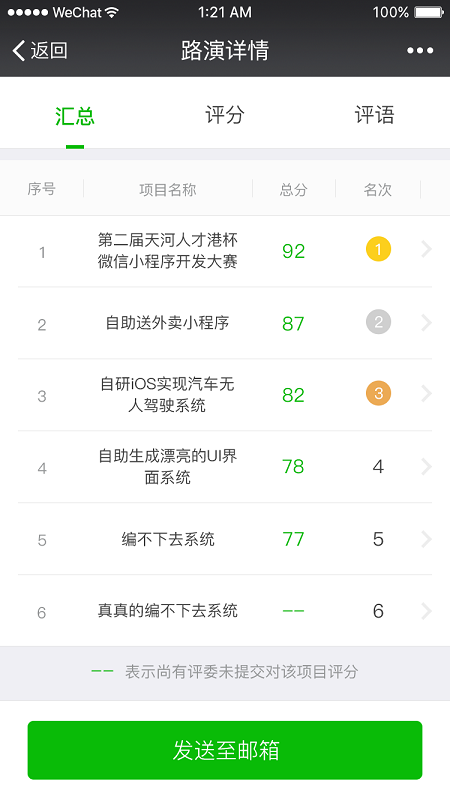 WeChat 1:21 AM 100%
返回 路演详情
汇总 评分 评语
序号 项目名称 总分 名次
1 第二届天河人才港杯 92 1
微信小程序开发大赛
2 自助送外卖小程序 87 2
3 自研iOS实现汽车无 82 3
人驾驶系统
4 自助生成漂亮的UI界 78 4
面系统
5 编不下去系统 77 5
6 真真的编不下去系统 -- 6
-- 表示尚有评委未提交对该项目评分
发送至邮箱